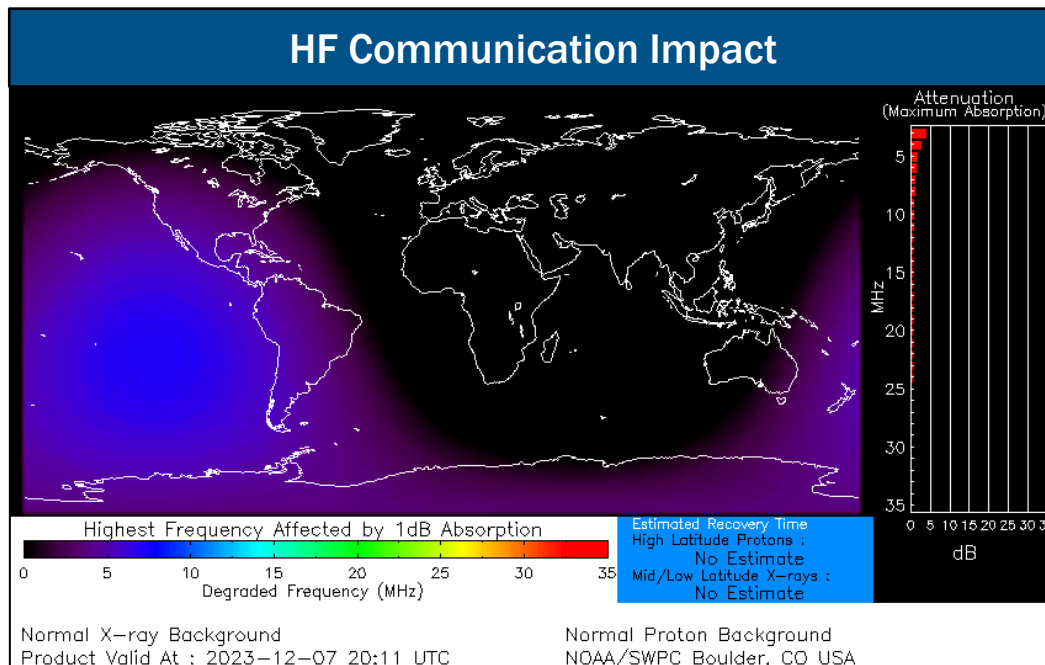 HF Communication Impact
Attenuation
(Maximum Absorption)
5
10
15
20
25
30
35
MHz
0 5 10 15 20 25 30
dB
Highest Frequency Affected by 1dB Absorption
0 5 10 15 20 25 30 35
Degraded Frequency (MHz)
Estimated Recovery Time
High Latitude Protons :
No Estimate
Mid/Low Latitude X-rays :
No Estimate
Normal X-ray Background
Normal Proton Background
Product Valid At : 2023-12-07 20:11 UTC
NOAA/SWPC Boulder, CO USA